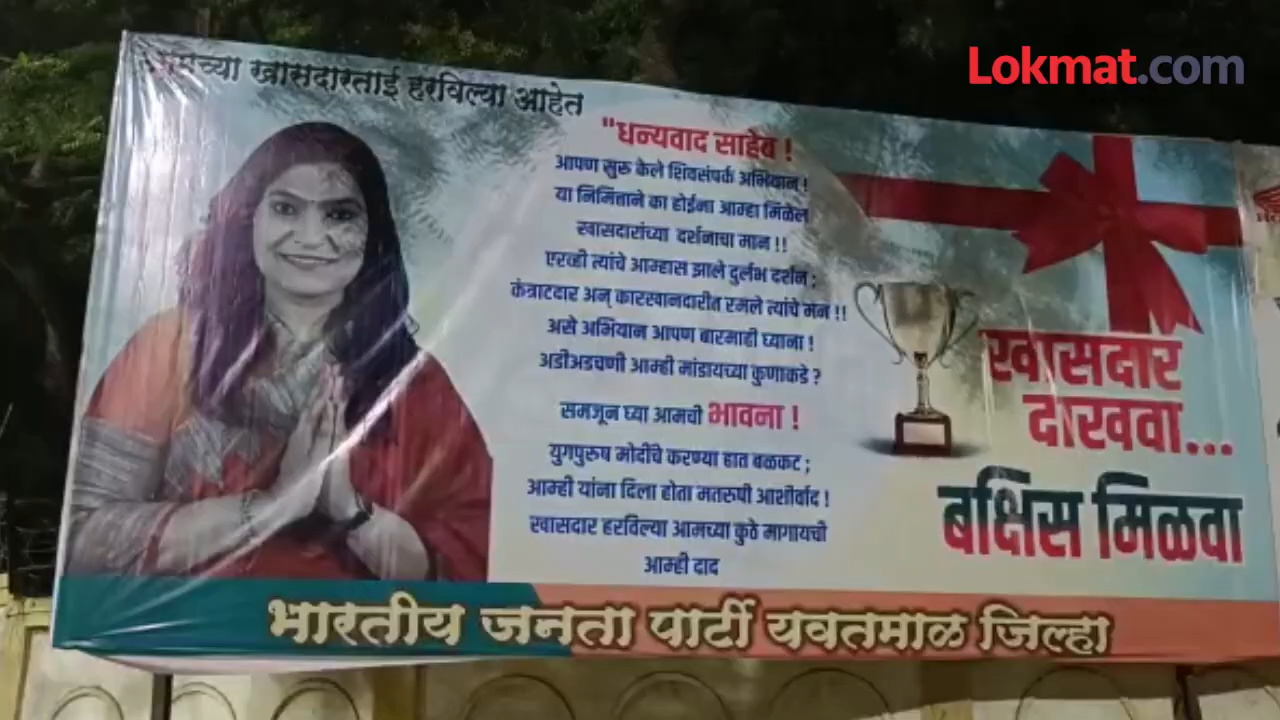 Lokmat.com
आमच्या खासदारताई हरविल्या आहेत
"धन्यवाद साहेब !
आपण सुरु केले शिवसंपर्क अभियान !
या निमित्ताने का होईना आम्हा मिळेल
खासदारांच्या दर्शनाचा मान !!
एरव्ही त्यांचे आम्हास झाले दुर्लभ दर्शन ;
कंत्राटदार अन् कारखानदारीत रमले त्यांचे मन !!
असे अभियान आपण बारमाही घ्याना !
अडीअडचणी आम्ही मांडायच्या कुणाकडे ?
समजून घ्या आमची भावना !
युगपुरुष मोदींचे करण्या हात बळकट ;
आम्ही यांना दिला होता मतरुपी आशीर्वाद !
खासदार हरविल्या आमच्या कुठे मागायची
आम्ही दाद
खासदार
दाखवा...
बक्षिस मिळवा
भारतीय जनता पार्टी यवतमाळ जिल्हा